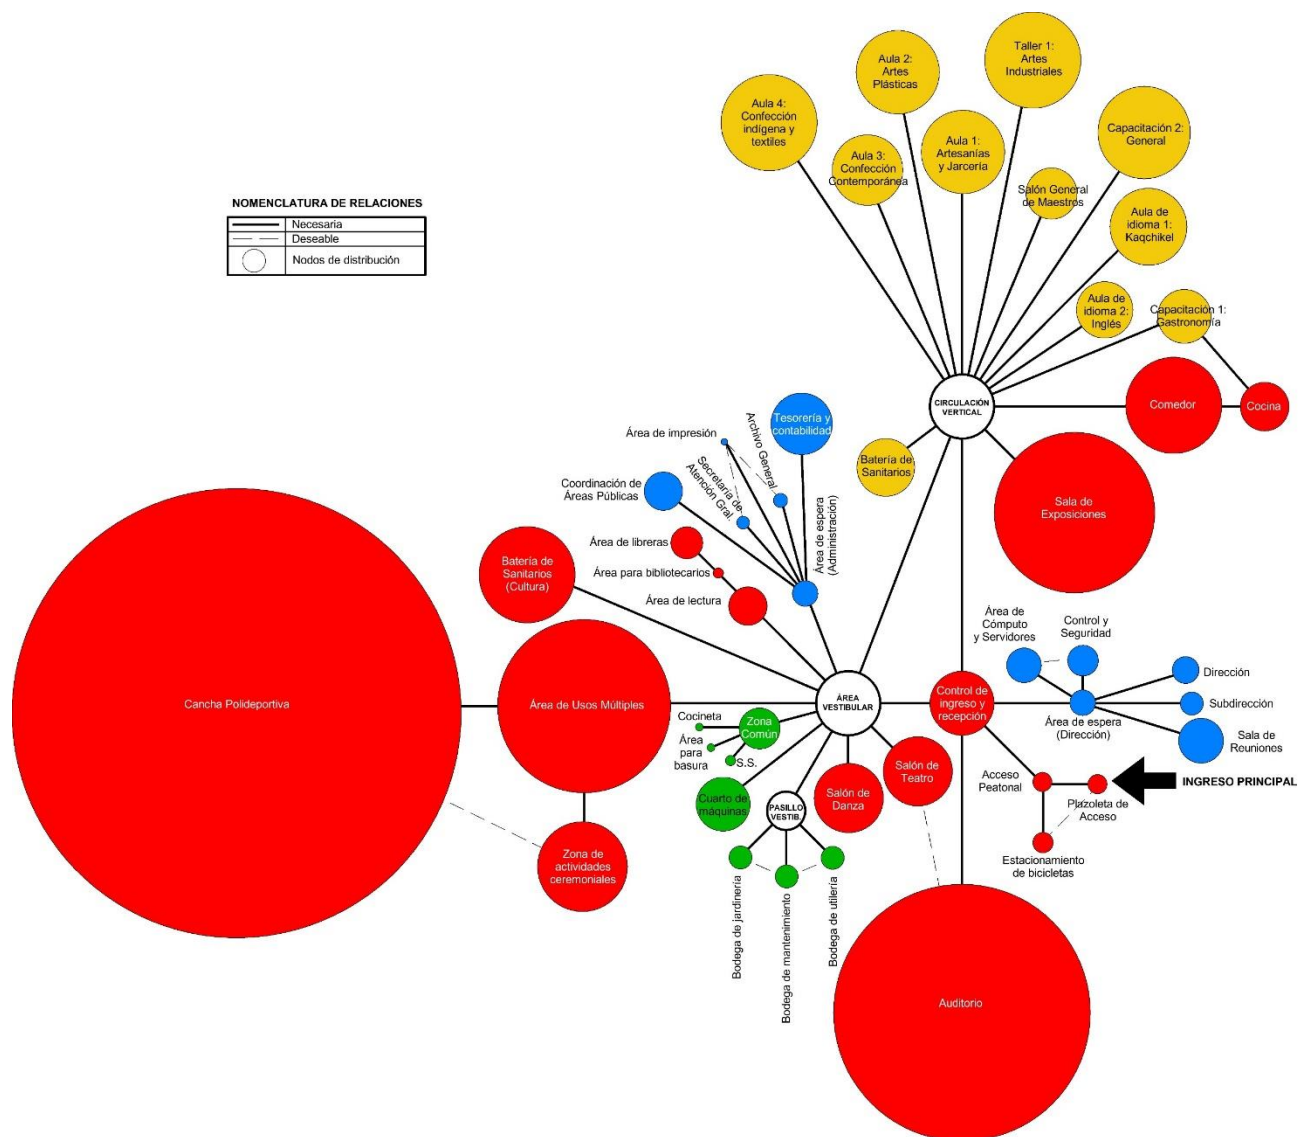 Taller 1:
Artes
Industriales
Aula 2:
Artes
Plásticas
Aula 4:
Confección
indígena y
textiles
Capacitación 2:
General
Aula 1:
Artesanías
y Jarcería
Aula 3:
Confección
Contemporánea
Salón General
de Maestros
NOMENCLATURA DE RELACIONES
Necesaria
Deseable
Nodos de distribución
Aula de
idioma 1:
Kaqchikel
Aula de
idioma 2:
Inglés
Capacitación 1:
Gastronomía
CIRCULACIÓN
VERTICAL
Comedor
Cocina
Tesorería y
contabilidad
Área de impresión
Archivo General
Secretaría de
Atención Gral.
Coordinación de
Áreas Públicas
Batería de
Sanitarios
Sala de
Exposiciones
Área de espera
(Administración)
Área de libreras
Batería de
Sanitarios
(Cultura)
Área para bibliotecarios
Área de lectura
Área de
Cómputo
y Servidores
Control y
Seguridad
Dirección
Cancha Polideportiva
Área de Usos Múltiples
ÁREA
VESTIBULAR
Control de
ingreso y
recepción
Subdirección
Área de espera
(Dirección)
Sala de
Reuniones
Cocineta
Zona
Común
Área
para
basura
S.S.
Salón de
Teatro
Acceso
Peatonal
INGRESO PRINCIPAL
Cuarto de
máquinas
Salón de
Danza
PASILLO
VESTIB.
Plazoleta de
Acceso
Zona de
actividades
ceremoniales
Estacionamiento
de bicicletas
Bodega de jardinería
Bodega de mantenimiento
Bodega de utilería
Auditorio